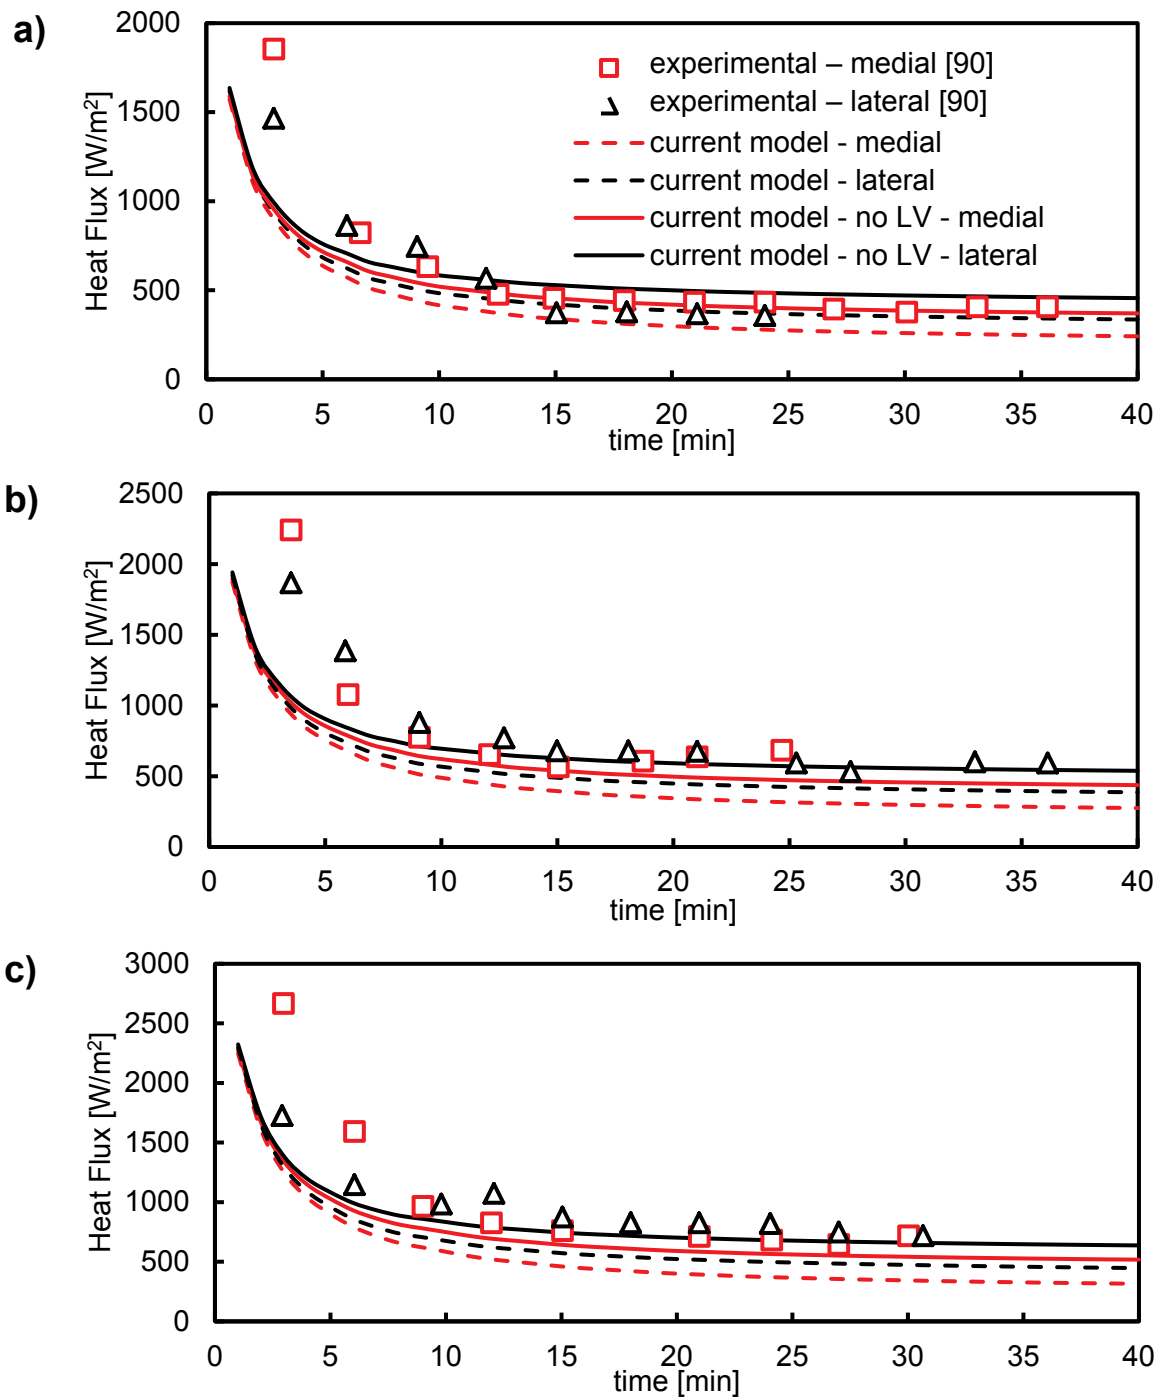 a)
2000
1500
1000
500
0
Heat Flux [W/m²]
experimental – medial [90]
experimental – lateral [90]
current model - medial
current model - lateral
current model - no LV - medial
current model - no LV - lateral
0 5 10 15 20 25 30 35 40
time [min]
b)
2500
2000
1500
1000
500
0
Heat Flux [W/m²]
0 5 10 15 20 25 30 35 40
time [min]
c)
3000
2500
2000
1500
1000
500
0
Heat Flux [W/m²]
0 5 10 15 20 25 30 35 40
time [min]